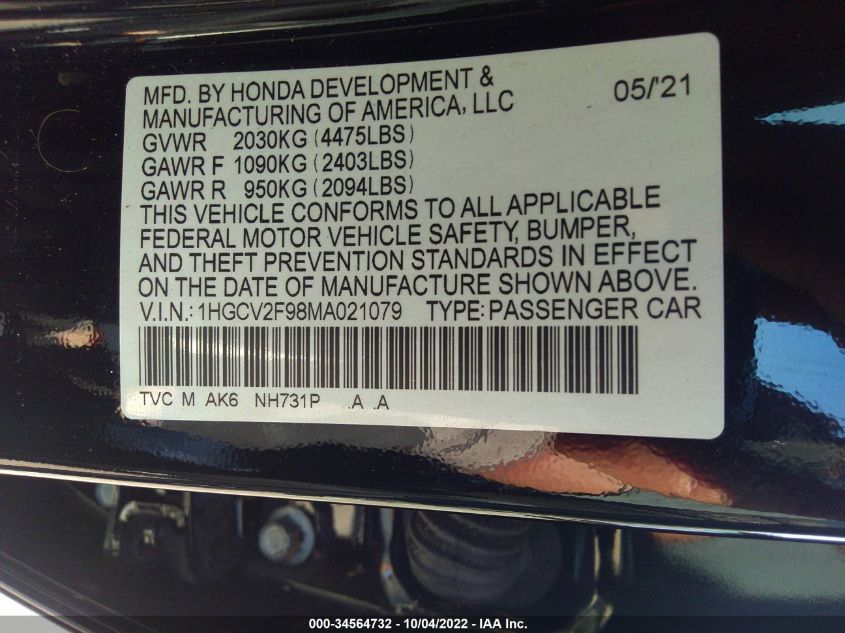 MFD. BY HONDA DEVELOPMENT & 05/'21
MANUFACTURING OF AMERICA, LLC
GVWR 2030KG (4475LBS)
GAWR F 1090KG (2403LBS)
GAWR R 950KG (2094LBS)
THIS VEHICLE CONFORMS TO ALL APPLICABLE
FEDERAL MOTOR VEHICLE SAFETY, BUMPER,
AND THEFT PREVENTION STANDARDS IN EFFECT
ON THE DATE OF MANUFACTURE SHOWN ABOVE.
V.I.N.: 1HGCV2F98MA021079 TYPE: PASSENGER CAR
TVC M AK6 NH731P .A .A
000-34564732 - 10/04/2022 - IAA Inc.